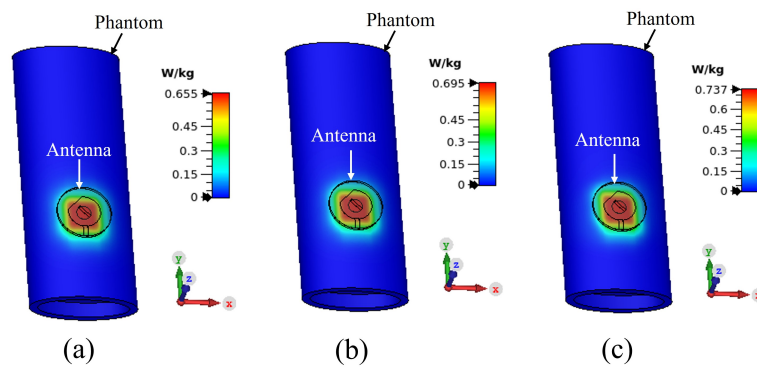 Phantom
W/kg
0.655
0.45
0.3
0.15
0
Antenna
y
z
x
(a)
Phantom
W/kg
0.695
0.45
0.3
0.15
0
Antenna
y
z
x
(b)
Phantom
W/kg
0.737
0.6
0.45
0.3
0.15
0
Antenna
y
z
(c)